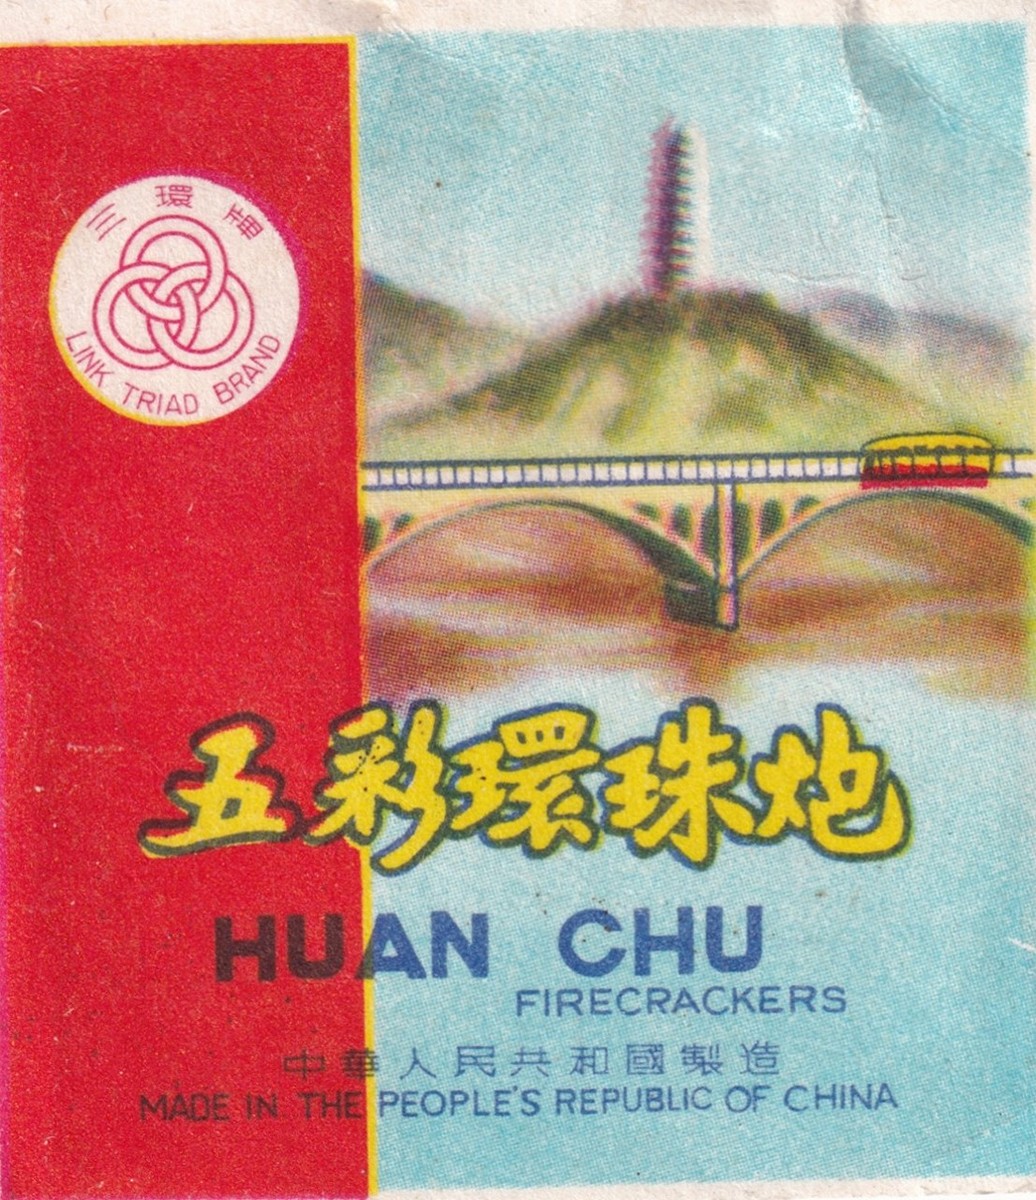 三環牌
LINK TRIAD BRAND
五彩環珠炮
HUAN CHU
FIRECRACKERS
中華人民共和國製造
MADE IN THE PEOPLE'S REPUBLIC OF CHINA